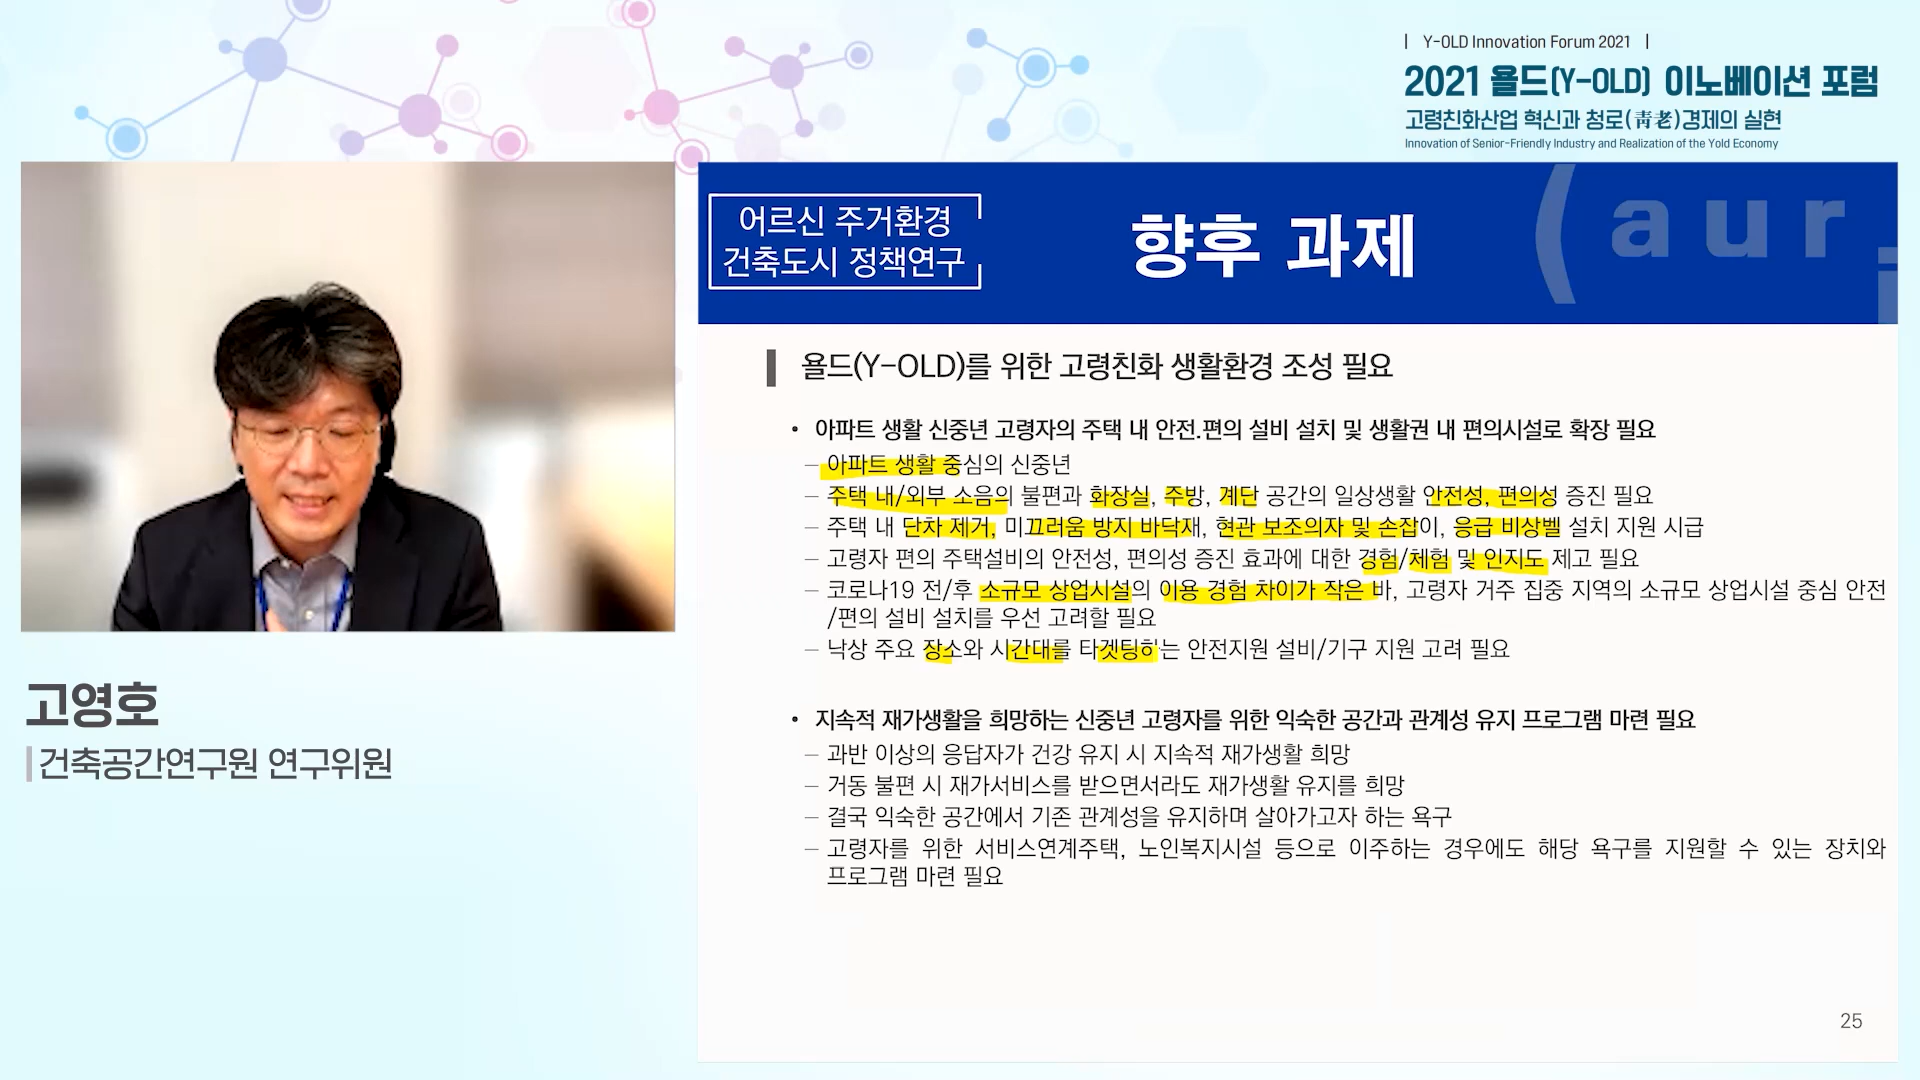 | Y-OLD Innovation Forum 2021 |
2021 욜드(Y-OLD) 이노베이션 포럼
고령친화산업 혁신과 청로(靑老)경제의 실현
Innovation of Senior-Friendly Industry and Realization of the Yold Economy
어르신 주거환경
건축도시 정책연구
향후 과제
(aur i
욜드(Y-OLD)를 위한 고령친화 생활환경 조성 필요
• 아파트 생활 신중년 고령자의 주택 내 안전.편의 설비 설치 및 생활권 내 편의시설로 확장 필요
– 아파트 생활 중심의 신중년
– 주택 내/외부 소음의 불편과 화장실, 주방, 계단 공간의 일상생활 안전성, 편의성 증진 필요
– 주택 내 단차 제거, 미끄러움 방지 바닥재, 현관 보조의자 및 손잡이, 응급 비상벨 설치 지원 시급
– 고령자 편의 주택설비의 안전성, 편의성 증진 효과에 대한 경험/체험 및 인지도 제고 필요
– 코로나19 전/후 소규모 상업시설의 이용 경험 차이가 작은 바, 고령자 거주 집중 지역의 소규모 상업시설 중심 안전
/편의 설비 설치를 우선 고려할 필요
– 낙상 주요 장소와 시간대를 타겟팅하는 안전지원 설비/기구 지원 고려 필요
• 지속적 재가생활을 희망하는 신중년 고령자를 위한 익숙한 공간과 관계성 유지 프로그램 마련 필요
– 과반 이상의 응답자가 건강 유지 시 지속적 재가생활 희망
– 거동 불편 시 재가서비스를 받으면서라도 재가생활 유지를 희망
– 결국 익숙한 공간에서 기존 관계성을 유지하며 살아가고자 하는 욕구
– 고령자를 위한 서비스연계주택, 노인복지시설 등으로 이주하는 경우에도 해당 욕구를 지원할 수 있는 장치와
프로그램 마련 필요
25
고영호
건축공간연구원 연구위원